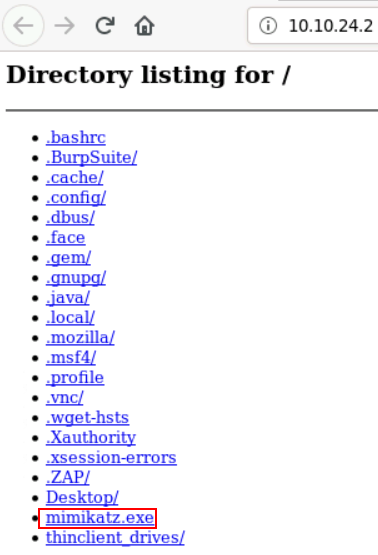 10.10.24.2
Directory listing for /
.bashrc
.BurpSuite/
.cache/
.config/
.dbus/
.face
.gem/
.gnupg/
.java/
.local/
.mozilla/
.msf4/
.profile
.vnc/
.wget-hsts
.Xauthority
.xsession-errors
.ZAP/
Desktop/
mimikatz.exe
thinclient_drives/